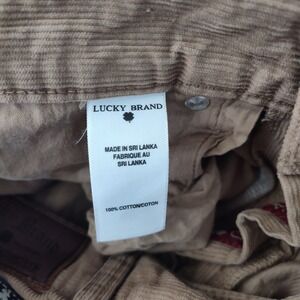 LUCKY BRAND
MADE IN SRI LANKA
FABRIQUE AU
SRI LANKA
100% COTTON/COTON